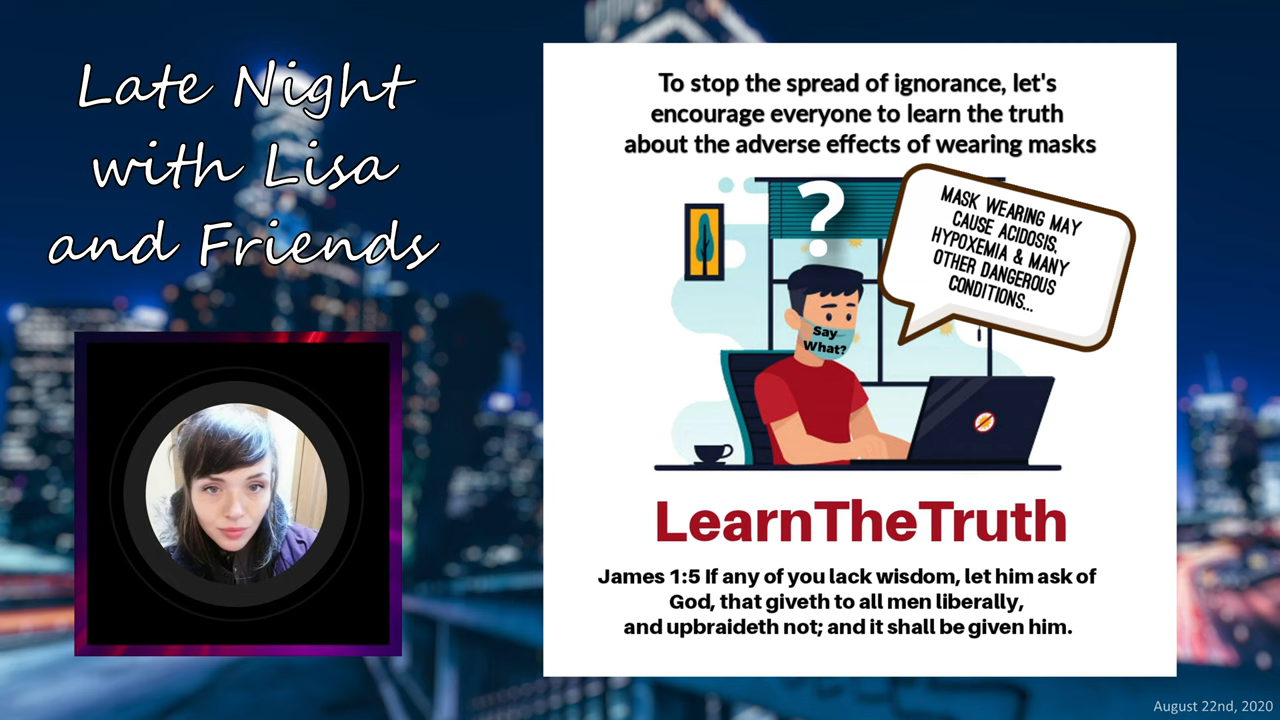 Late Night
with Lisa
and Friends
To stop the spread of ignorance, let's
encourage everyone to learn the truth
about the adverse effects of wearing masks
?
MASK WEARING MAY
CAUSE ACIDOSIS,
HYPOXEMIA & MANY
OTHER DANGEROUS
CONDITIONS...
Say
What?
LearnTheTruth
James 1:5 If any of you lack wisdom, let him ask of
God, that giveth to all men liberally,
and upbraideth not; and it shall be given him.
August 22nd, 2020